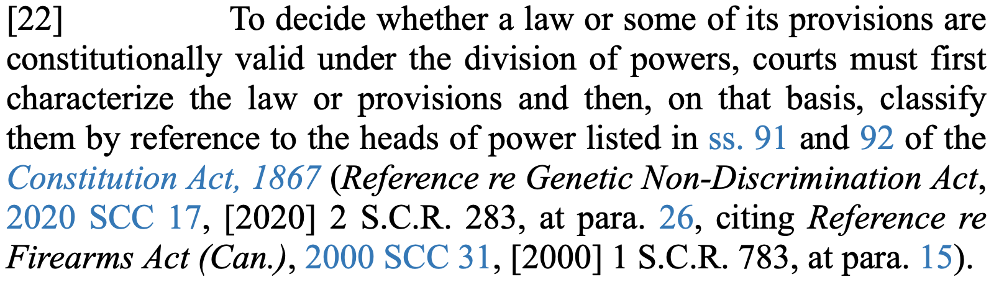 [22] To decide whether a law or some of its provisions are
constitutionally valid under the division of powers, courts must first
characterize the law or provisions and then, on that basis, classify
them by reference to the heads of power listed in ss. 91 and 92 of the
Constitution Act, 1867 (Reference re Genetic Non-Discrimination Act,
2020 SCC 17, [2020] 2 S.C.R. 283, at para. 26, citing Reference re
Firearms Act (Can.), 2000 SCC 31, [2000] 1 S.C.R. 783, at para. 15).